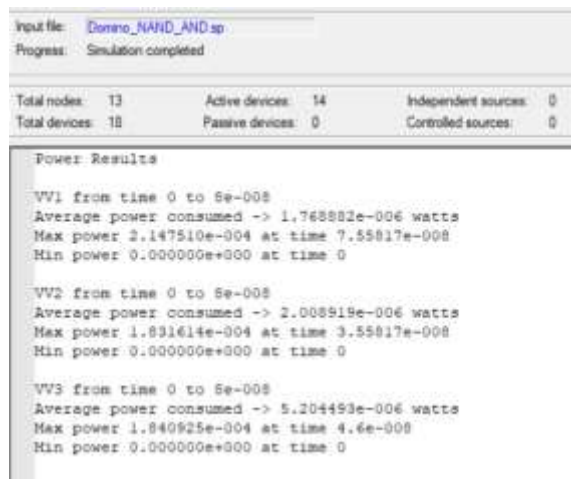 Input file: Domino_NAND_AND.sp
Progress: Simulation completed
Total nodes: 13 Active devices: 14 Independent sources: 0
Total devices: 18 Passive devices: 0 Controlled sources: 0
Power Results
VV1 from time 0 to 8e-008
Average power consumed -> 1.768882e-006 watts
Max power 2.147510e-004 at time 7.55817e-008
Min power 0.000000e+000 at time 0
VV2 from time 0 to 8e-008
Average power consumed -> 2.008919e-006 watts
Max power 1.831614e-004 at time 3.55817e-008
Min power 0.000000e+000 at time 0
VV3 from time 0 to 8e-008
Average power consumed -> 5.204493e-006 watts
Max power 1.840925e-004 at time 4.6e-008
Min power 0.000000e+000 at time 0